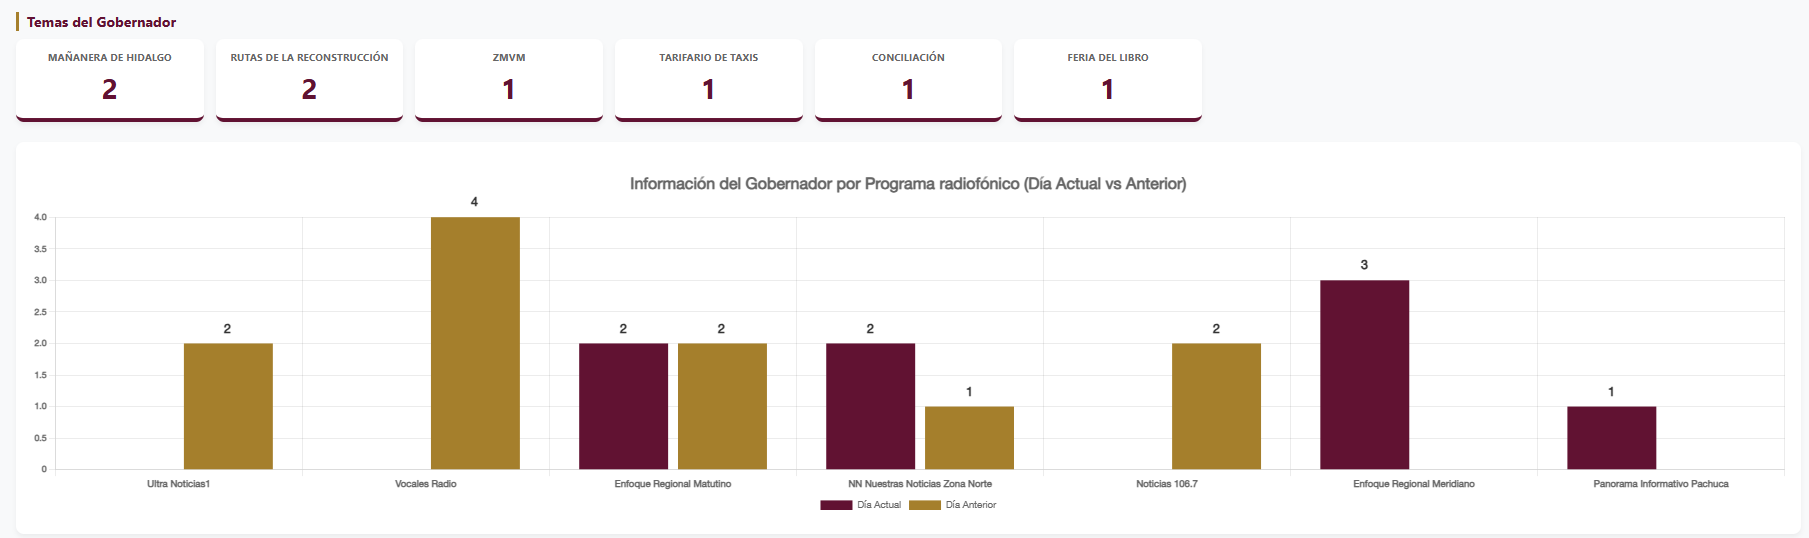 Temas del Gobernador
MAÑANERA DE HIDALGO
2
RUTAS DE LA RECONSTRUCCIÓN
2
ZMVM
1
TARIFARIO DE TAXIS
1
CONCILIACIÓN
1
FERIA DEL LIBRO
1
Información del Gobernador por Programa radiofónico (Día Actual vs Anterior)
4.0
3.5
3.0
2.5
2.0
1.5
1.0
0.5
0
2
4
2 2
2 1
2
3
1
Ultra Noticias1
Vocales Radio
Enfoque Regional Matutino
NN Nuestras Noticias Zona Norte
Noticias 106.7
Enfoque Regional Meridiano
Panorama Informativo Pachuca
Día Actual
Día Anterior